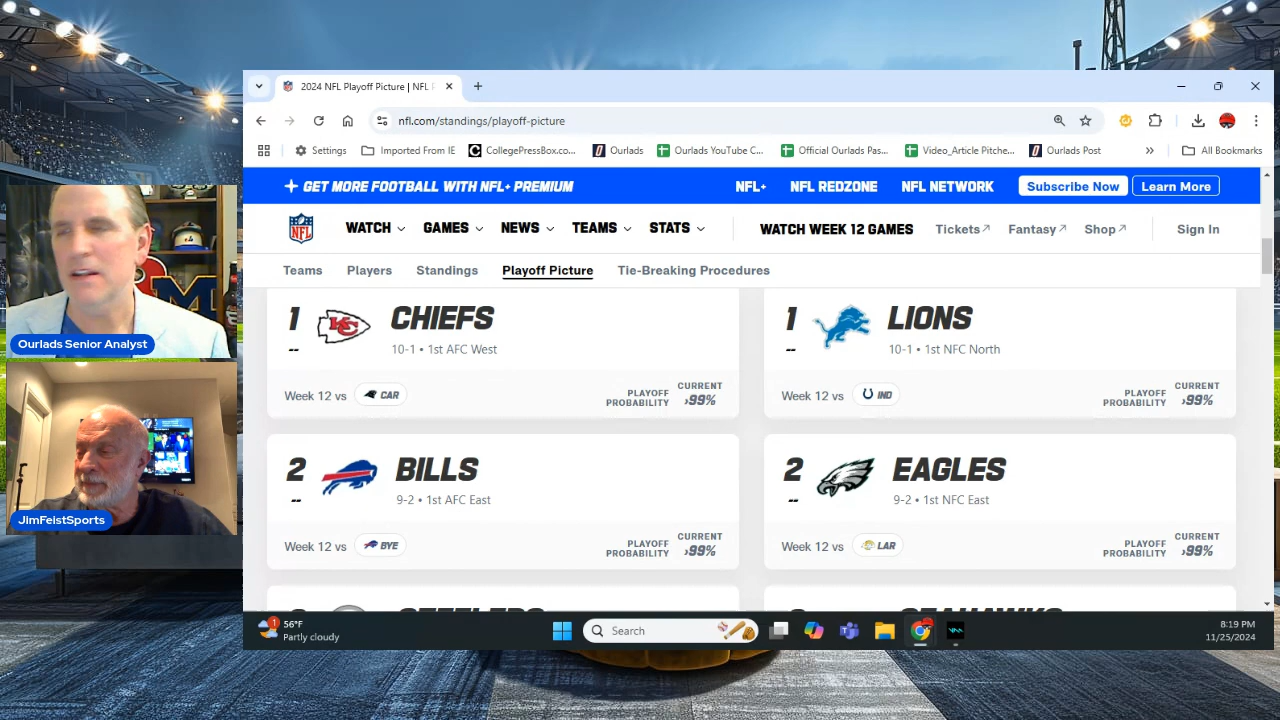 2024 NFL Playoff Picture | NFL
nfl.com/standings/playoff-picture
Settings
Imported From IE
CollegePressBox.co...
Ourlads
Ourlads YouTube C...
Official Ourlads Pas...
Video_Article Pitche...
Ourlads Post
All Bookmarks
GET MORE FOOTBALL WITH NFL+ PREMIUM
NFL+
NFL REDZONE
NFL NETWORK
Subscribe Now
Learn More
NFL
WATCH
GAMES
NEWS
TEAMS
STATS
WATCH WEEK 12 GAMES
Tickets
Fantasy
Shop
Sign In
Teams
Players
Standings
Playoff Picture
Tie-Breaking Procedures
1
--
KC
CHIEFS
10-1 • 1st AFC West
Week 12 vs CAR
PLAYOFF
PROBABILITY
CURRENT
>99%
1
--
LIONS
10-1 • 1st NFC North
Week 12 vs IND
PLAYOFF
PROBABILITY
CURRENT
>99%
2
--
BILLS
9-2 • 1st AFC East
Week 12 vs BYE
PLAYOFF
PROBABILITY
CURRENT
>99%
2
--
EAGLES
9-2 • 1st NFC East
Week 12 vs LAR
PLAYOFF
PROBABILITY
CURRENT
>99%
STEELERS
SEAHAWKS
M
Ourlads Senior Analyst
JimFeistSports
1
56°F
Partly cloudy
Search
8:19 PM
11/25/2024